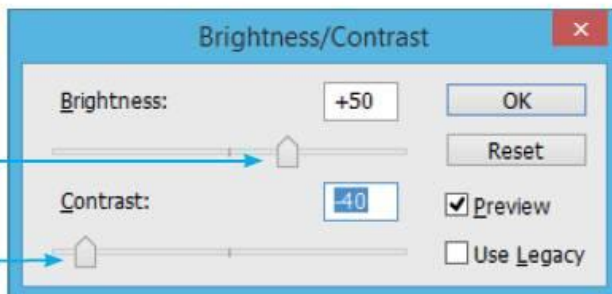 Brightness/Contrast
Brightness: +50 OK
Reset
Contrast: -40 Preview
Use Legacy